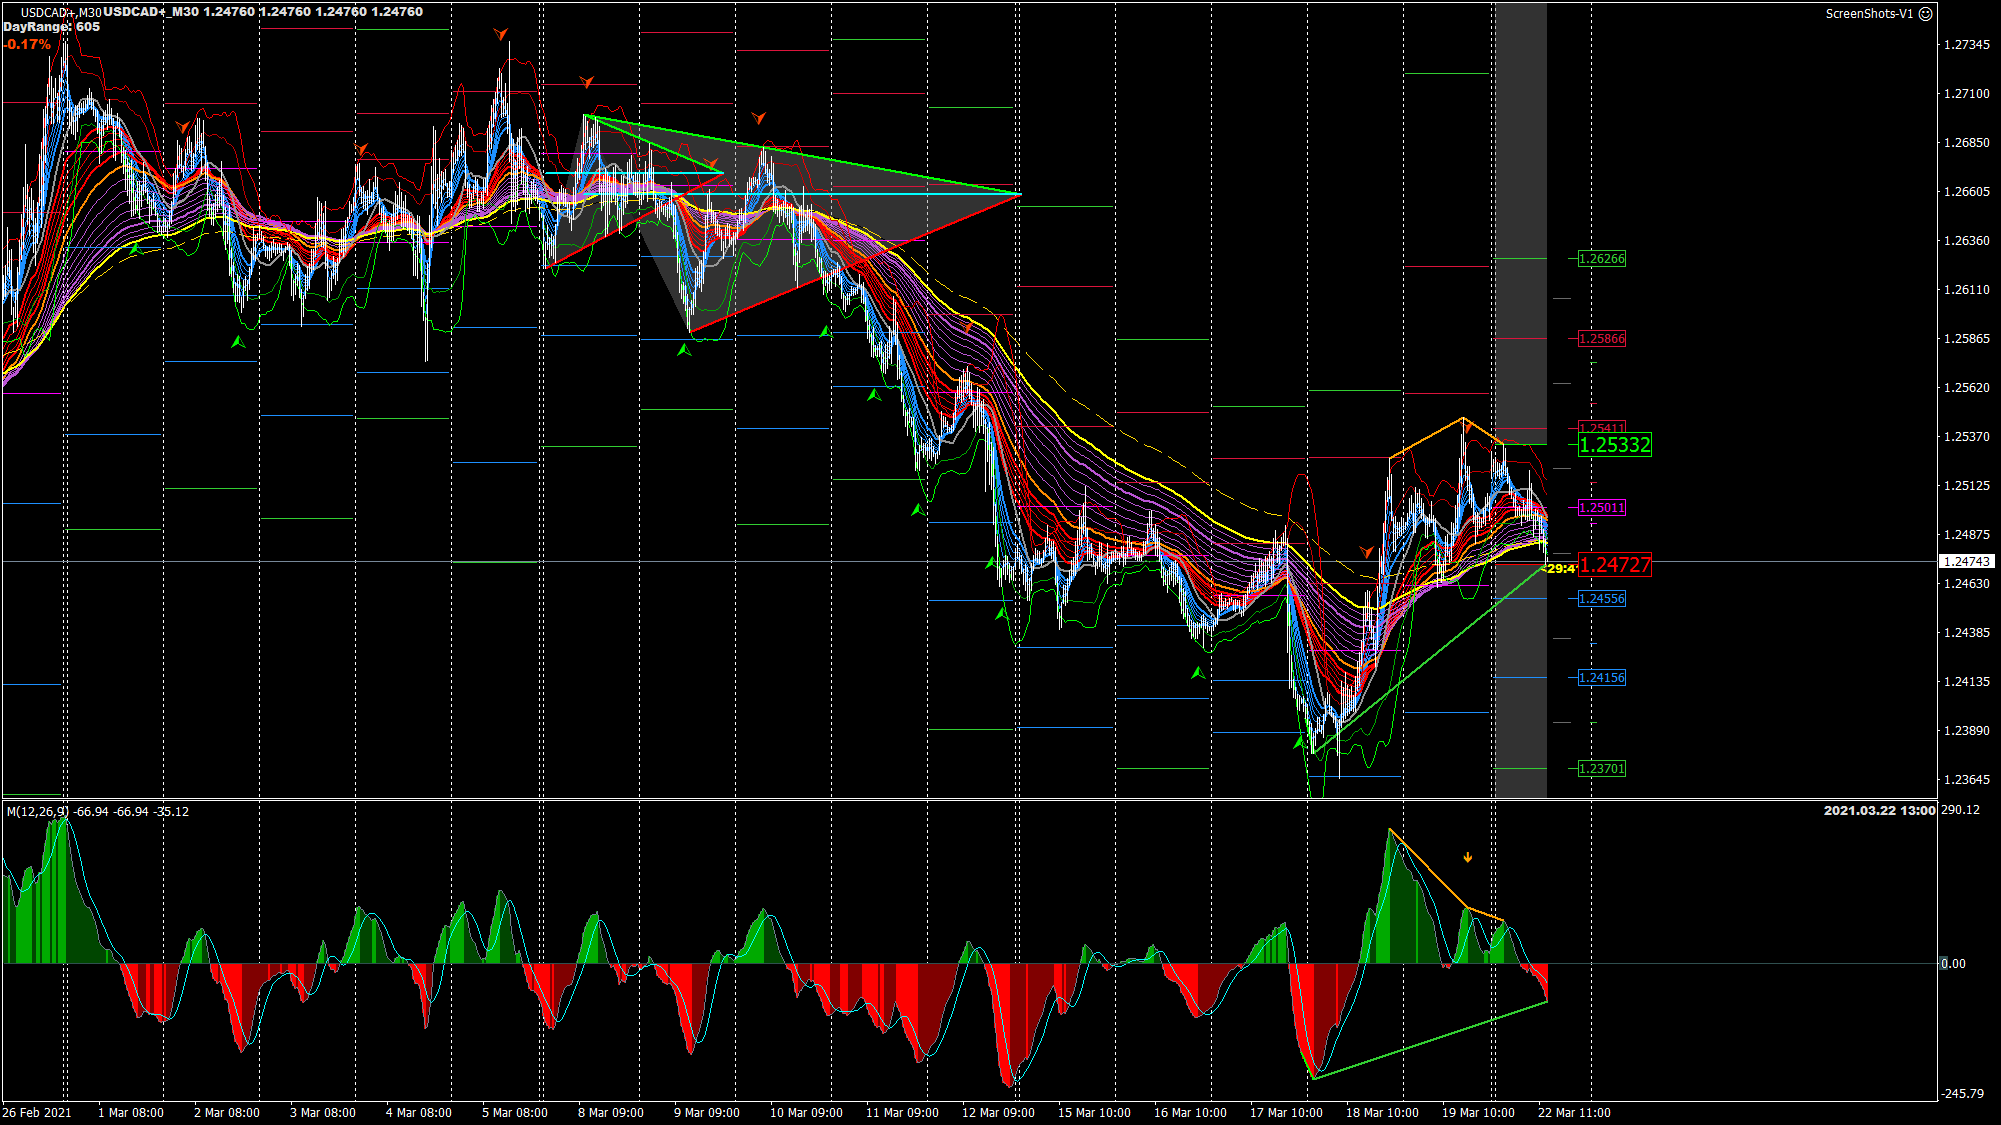 USDCAD+,M30 USDCAD+_M30 1.24760 1.24760 1.24760 1.24760
DayRange: 605
-0.17%
ScreenShots-V1 ☺
1.27345
1.27100
1.26850
1.26605
1.26360
1.26110
1.25865
1.25620
1.25370
1.25125
1.24875
1.24743
1.24630
1.24385
1.24135
1.23890
1.23645
1.26266
1.25866
1.25411
1.25332
1.25011
<29:4
1.24727
1.24556
1.24156
1.23701
M(12,26,9) -66.94 -66.94 -35.12
2021.03.22 13:00
290.12
0.00
-245.79
26 Feb 2021
1 Mar 08:00
2 Mar 08:00
3 Mar 08:00
4 Mar 08:00
5 Mar 08:00
8 Mar 09:00
9 Mar 09:00
10 Mar 09:00
11 Mar 09:00
12 Mar 09:00
15 Mar 10:00
16 Mar 10:00
17 Mar 10:00
18 Mar 10:00
19 Mar 10:00
22 Mar 11:00